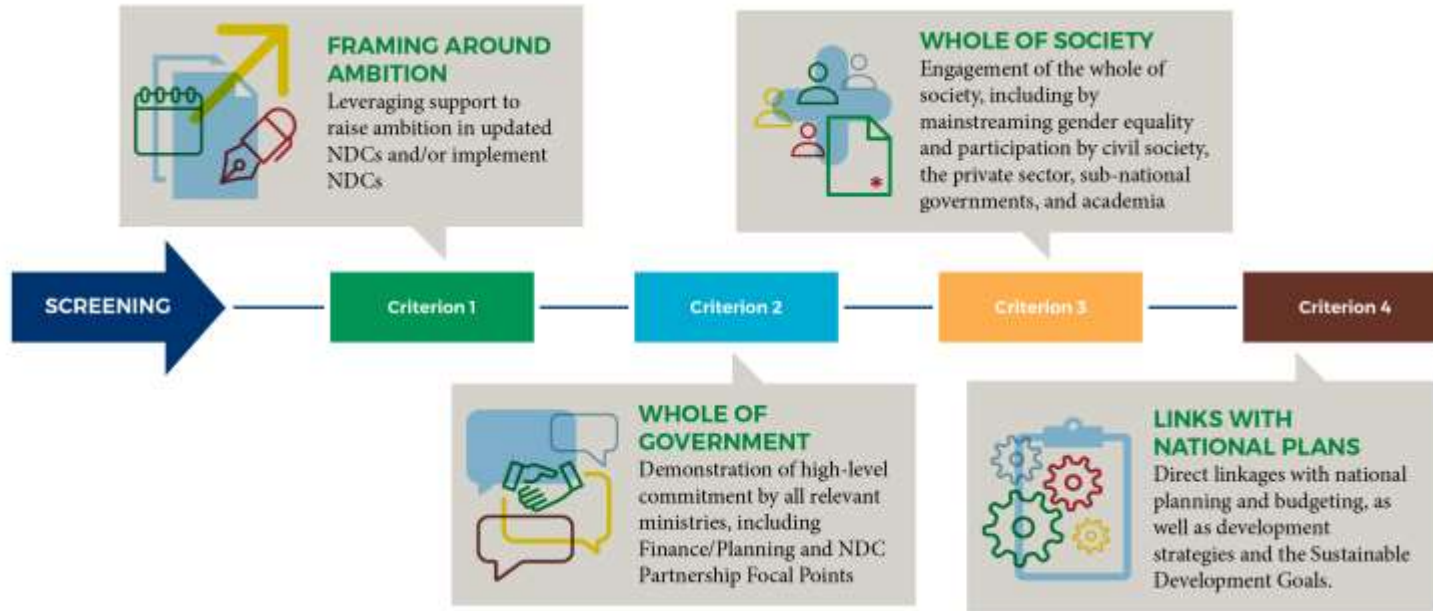 FRAMING AROUND
AMBITION
Leveraging support to
raise ambition in updated
NDCs and/or implement
NDCs
WHOLE OF SOCIETY
Engagement of the whole of
society, including by
mainstreaming gender equality
and participation by civil society,
the private sector, sub-national
governments, and academia
*
SCREENING
Criterion 1
Criterion 2
Criterion 3
Criterion 4
WHOLE OF
GOVERNMENT
Demonstration of high-level
commitment by all relevant
ministries, including
Finance/Planning and NDC
Partnership Focal Points
LINKS WITH
NATIONAL PLANS
Direct linkages with national
planning and budgeting, as
well as development
strategies and the Sustainable
Development Goals.